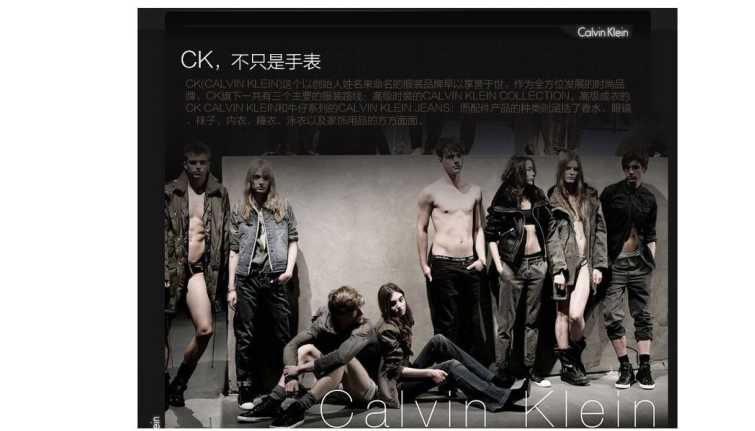 Calvin Klein
CK，不只是手表
CK(CALVIN KLEIN)这个以创始人姓名来命名的服装品牌早以享誉于世，作为全方位发展的时尚品
牌，CK旗下一共有三个主要的服装路线，高级时装的CALVIN KLEIN COLLECTION，高级成衣的
CK CALVIN KLEIN和牛仔系列的CALVIN KLEIN JEANS；而配件产品的种类则涵括了香水、眼镜
、袜子、内衣、睡衣、泳衣以及家饰用品的方方面面。
Calvin Klein
ein